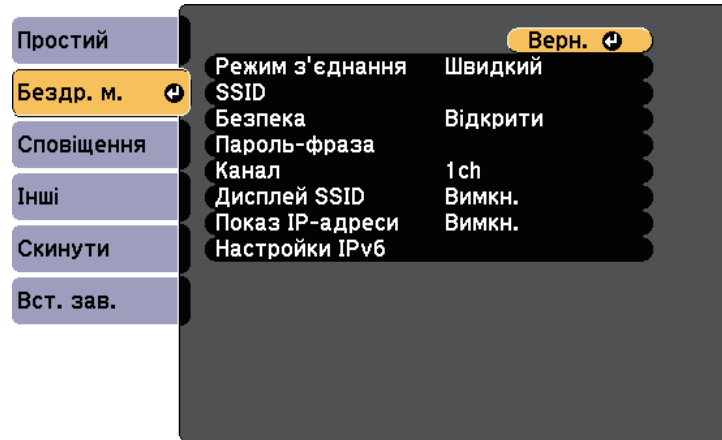 Простий
Бездр. м.
Сповіщення
Інші
Скинути
Вст. зав.
Верн.
Режим з'єднання Швидкий
SSID
Безпека Відкрити
Пароль-фраза
Канал 1ch
Дисплей SSID Вимкн.
Показ IP-адреси Вимкн.
Настройки IPv6